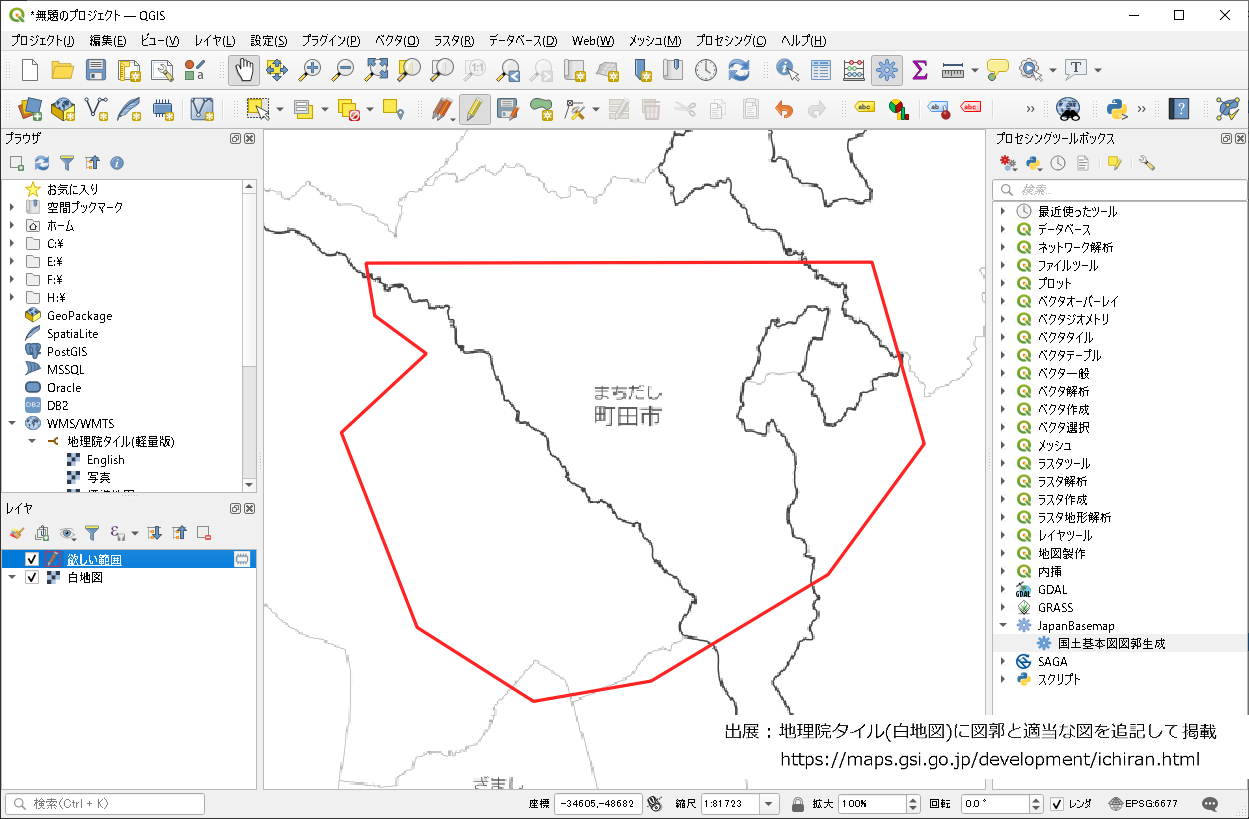 *無題のプロジェクト — QGIS
プロジェクト(J) 編集(E) ビュー(V) レイヤ(L) 設定(S) プラグイン(P) ベクタ(O) ラスタ(R) データベース(D) Web(W) メッシュ(M) プロセシング(C) ヘルプ(H)
ブラウザ
お気に入り
空間ブックマーク
ホーム
C:¥
E:¥
F:¥
H:¥
GeoPackage
SpatiaLite
PostGIS
MSSQL
Oracle
DB2
WMS/WMTS
地理院タイル(軽量版)
English
写真
レイヤ
欲しい範囲
白地図
まちだし
町田市
ざまし
プロセシングツールボックス
検索...
最近使ったツール
データベース
ネットワーク解析
ファイルツール
プロット
ベクタオーバーレイ
ベクタジオメトリ
ベクタタイル
ベクタテーブル
ベクタ一般
ベクタ解析
ベクタ作成
ベクタ選択
メッシュ
ラスタツール
ラスタ解析
ラスタ作成
ラスタ地形解析
レイヤツール
地図製作
内挿
GDAL
GRASS
JapanBasemap
国土基本図図郭生成
SAGA
スクリプト
出展：地理院タイル(白地図)に図郭と適当な図を追記して掲載
https://maps.gsi.go.jp/development/ichiran.html
検索(Ctrl + K) 座標 -34605,-48682 縮尺 1:81723 拡大 100% 回転 0.0 ° レンダ EPSG:6677